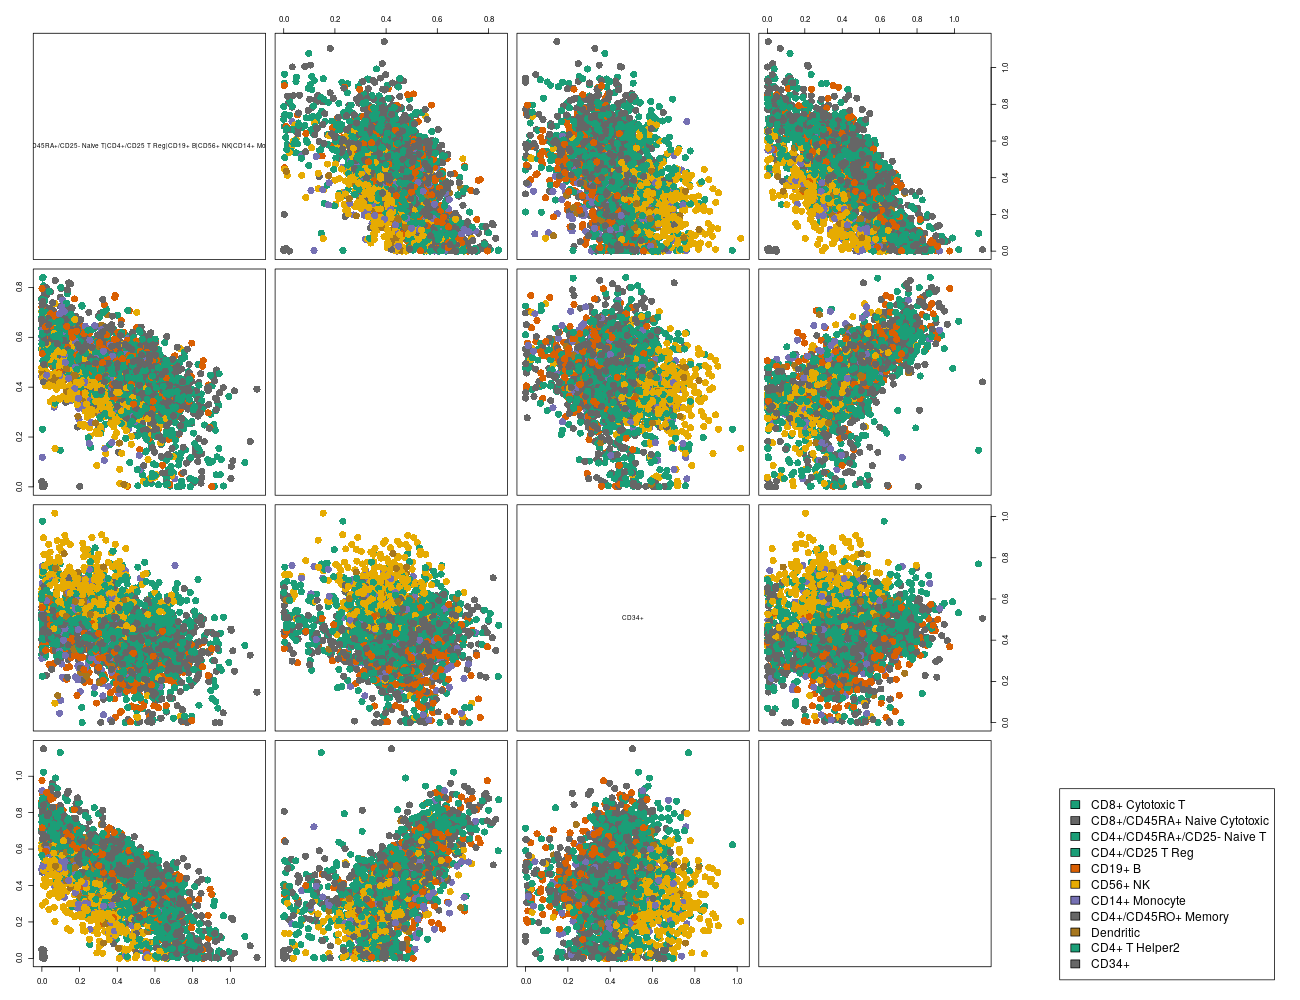 0.0 0.2 0.4 0.6 0.8
0.0 0.2 0.4 0.6 0.8 1.0
D45RA+/CD25- Naive T|CD4+/CD25 T Reg|CD19+ B|CD56+ NK|CD14+ Mo
0.0 0.2 0.4 0.6 0.8 1.0
0.0 0.2 0.4 0.6 0.8
CD34+
0.0 0.2 0.4 0.6 0.8 1.0
0.0 0.2 0.4 0.6 0.8 1.0
0.0 0.2 0.4 0.6 0.8 1.0
0.0 0.2 0.4 0.6 0.8 1.0
CD8+ Cytotoxic T
CD8+/CD45RA+ Naive Cytotoxic
CD4+/CD45RA+/CD25- Naive T
CD4+/CD25 T Reg
CD19+ B
CD56+ NK
CD14+ Monocyte
CD4+/CD45RO+ Memory
Dendritic
CD4+ T Helper2
CD34+